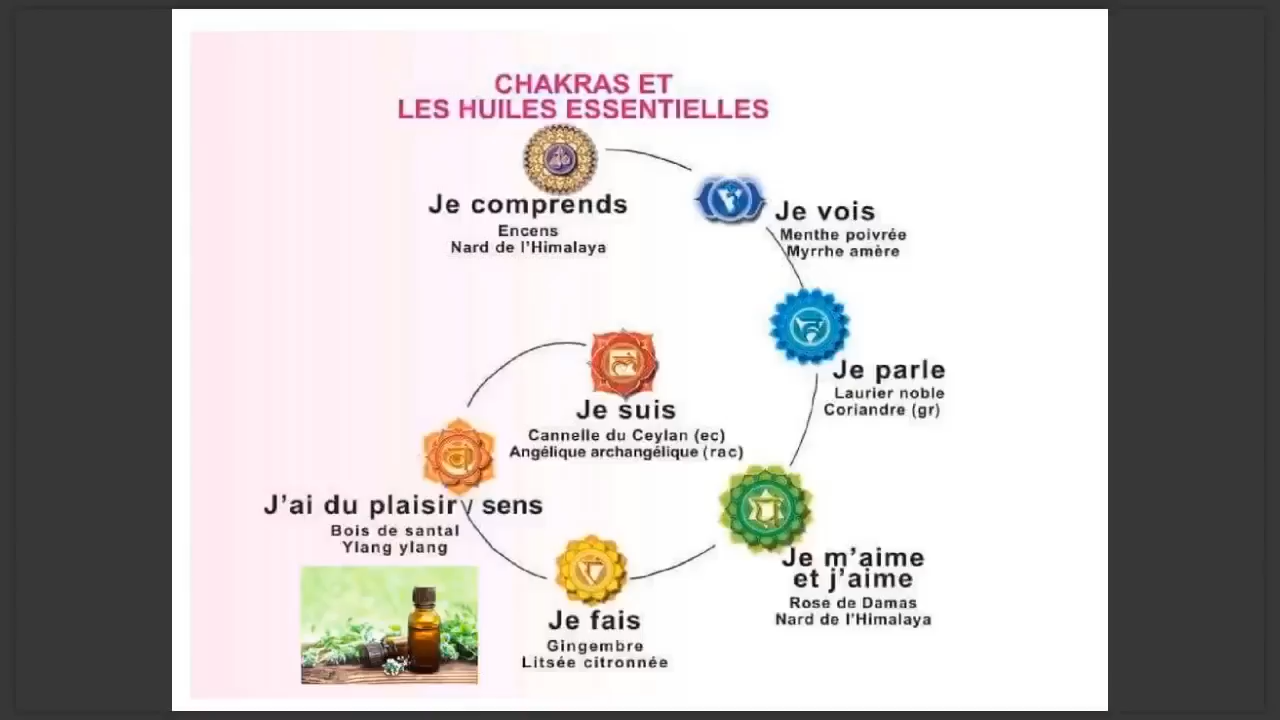 CHAKRAS ET
LES HUILES ESSENTIELLES
Je comprends
Encens
Nard de l'Himalaya
Je vois
Menthe poivrée
Myrrhe amère
Je parle
Laurier noble
Coriandre (gr)
Je suis
Cannelle du Ceylan (ec)
Angélique archangélique (rac)
J'ai du plaisir / sens
Bois de santal
Ylang ylang
Je m'aime
et j'aime
Rose de Damas
Nard de l'Himalaya
Je fais
Gingembre
Litsée citronnée